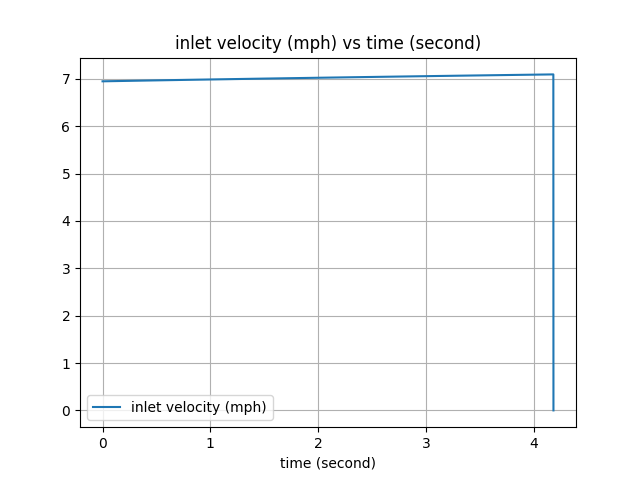 inlet velocity (mph) vs time (second)
7
6
5
4
3
2
1
0
inlet velocity (mph)
0 1 2 3 4
time (second)